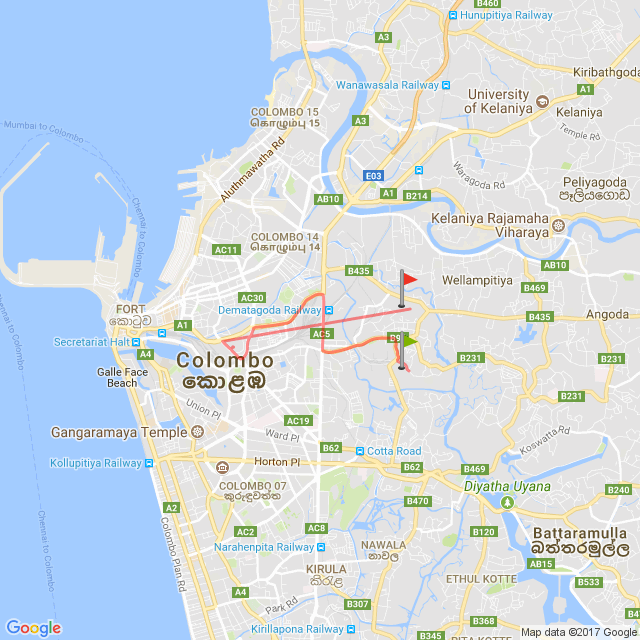 B460
Hunupitiya Railway
A3
Kiribathgoda
Wanawasala Railway
A1
University
of Kelaniya
Kelaniya
COLOMBO 15
கொழும்பு 15
A3
Mumbai to Colombo
Temple Rd
Aluthmawatha Rd
E03
Waragoda Rd
A1
B214
AB10
Peliyagoda
පෑලියගොඩ
Chennai to Colombo
Chennai to Colombo
Kelaniya Rajamaha
Viharaya
COLOMBO 14
கொழும்பு 14
AC11
AB10
B435
Wellampitiya
B469
AC30
FORT
කොටුව
Dematagoda Railway
B435
Angoda
A1
AC5
Secretariat Halt
A4
Colombo
කොළඹ
B231
Galle Face
Beach
B231
Union Pl
AC19
Gangaramaya Temple
Ward Pl
Koswatta Rd
B62
Cotta Road
Kollupitiya Railway
Horton Pl
B62
B469
COLOMBO 07
කුරුඳුවත්ත
Diyatha Uyana
B240
B470
A2
Colombo Plan Rd
AC2
AC8
B120
Battaramulla
බත්තරමුල්ල
Narahenpita Railway
NAWALA
නාවල
AB15
Colombo to Chennai
KIRULA
කිරුළ
ETHUL KOTTE
B533
Park Rd
B307
B368
Google
Kirillapona Railway
B345
B386
Map data ©2017 Google